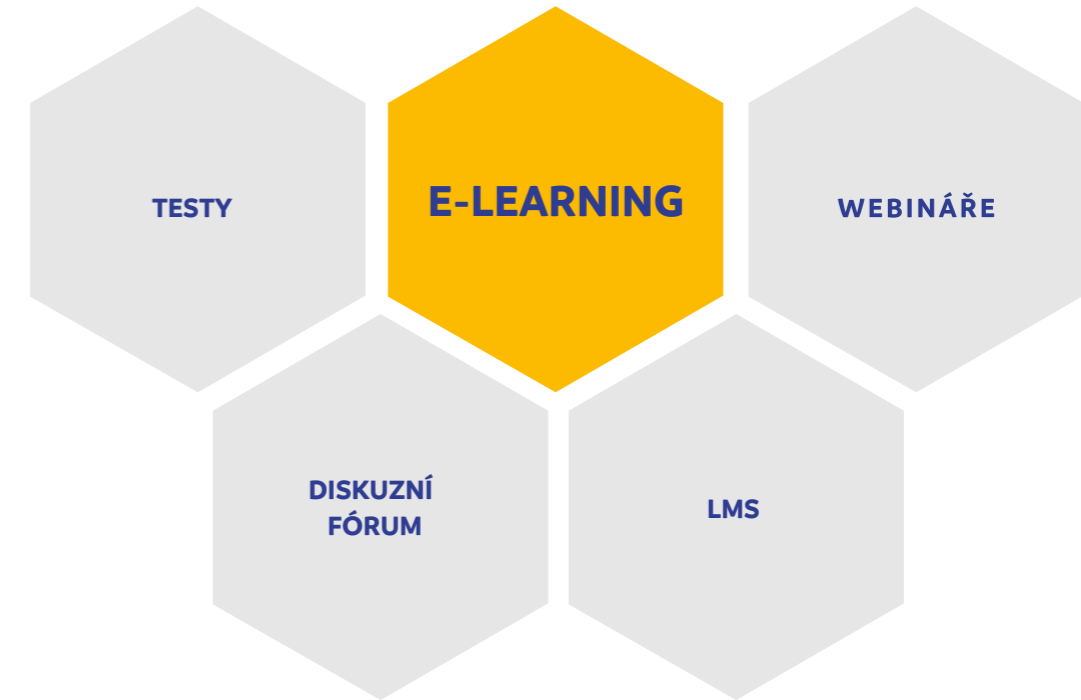 TESTY
E-LEARNING
WEBINÁŘE
DISKUZNÍ
FÓRUM
LMS